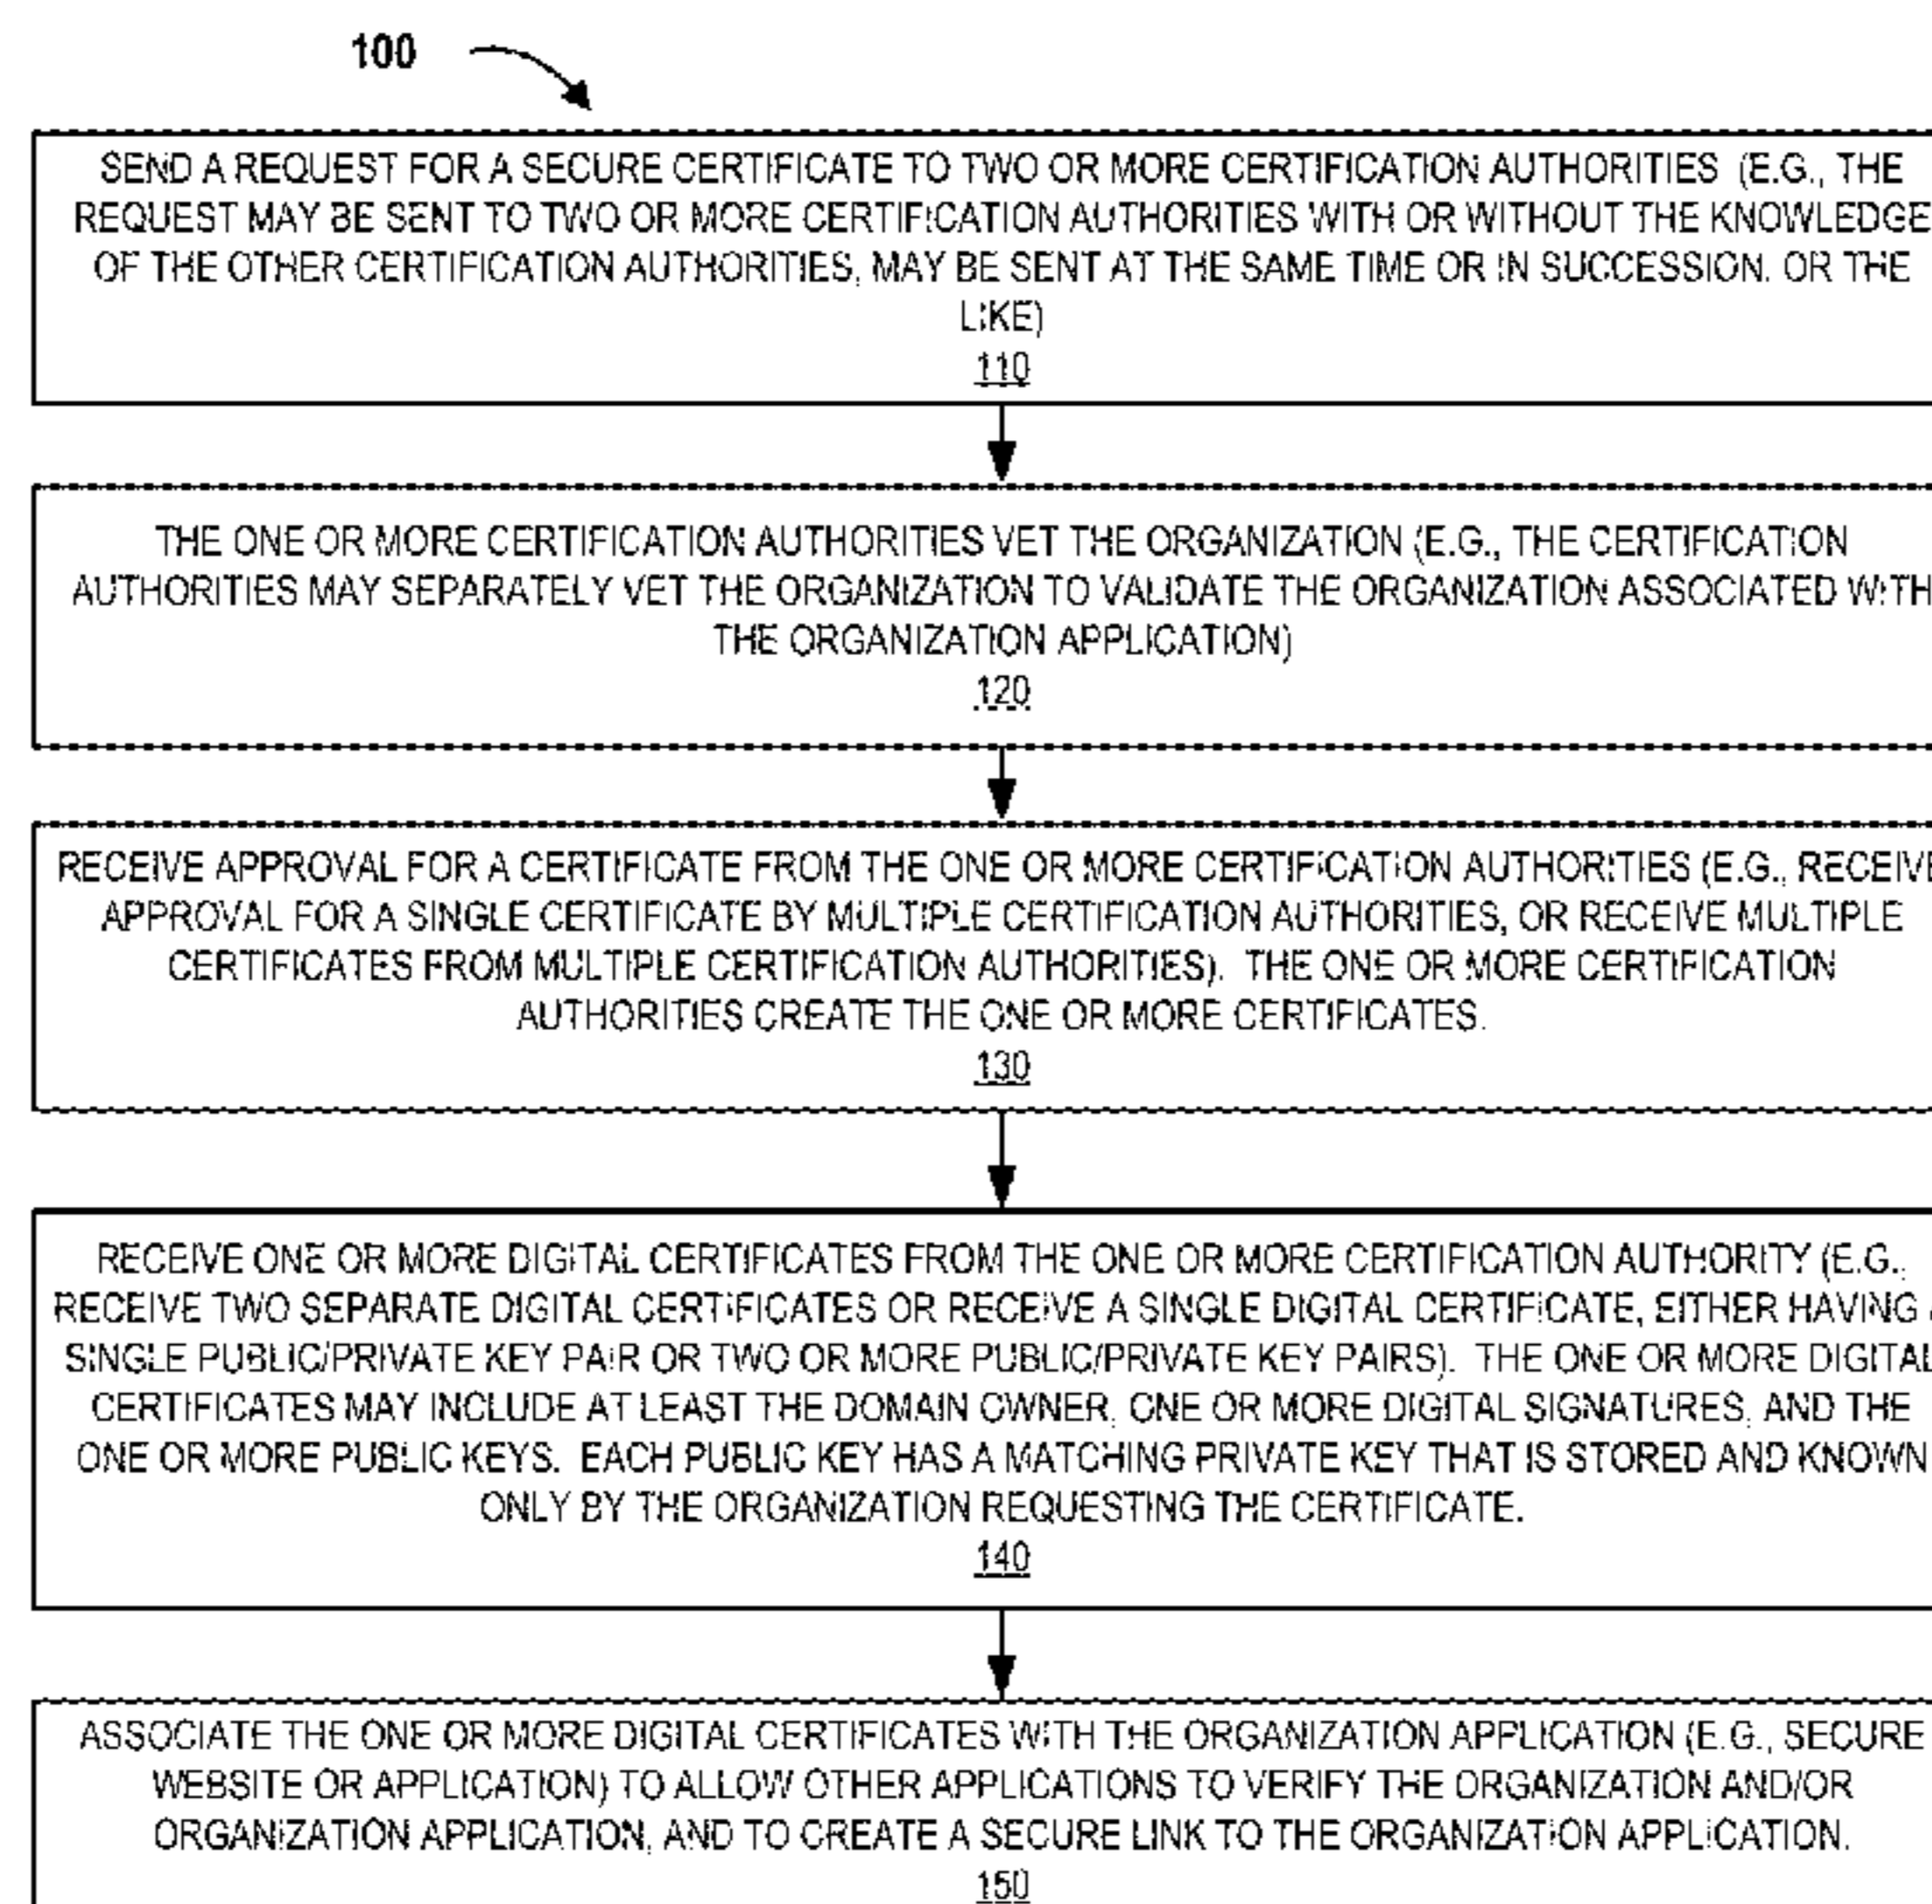 100
SEND A REQUEST FOR A SECURE CERTIFICATE TO TWO OR MORE CERTIFICATION AUTHORITIES (E.G., THE
REQUEST MAY BE SENT TO TWO OR MORE CERTIFICATION AUTHORITIES WITH OR WITHOUT THE KNOWLEDGE
OF THE OTHER CERTIFICATION AUTHORITIES, MAY BE SENT AT THE SAME TIME OR IN SUCCESSION. OR THE
LIKE)
110
THE ONE OR MORE CERTIFICATION AUTHORITIES VET THE ORGANIZATION (E.G., THE CERTIFICATION
AUTHORITIES MAY SEPARATELY VET THE ORGANIZATION TO VALIDATE THE ORGANIZATION ASSOCIATED WITH
THE ORGANIZATION APPLICATION)
120
RECEIVE APPROVAL FOR A CERTIFICATE FROM THE ONE OR MORE CERTIFICATION AUTHORITIES (E.G., RECEIVE
APPROVAL FOR A SINGLE CERTIFICATE BY MULTIPLE CERTIFICATION AUTHORITIES, OR RECEIVE MULTIPLE
CERTIFICATES FROM MULTIPLE CERTIFICATION AUTHORITIES). THE ONE OR MORE CERTIFICATION
AUTHORITIES CREATE THE ONE OR MORE CERTIFICATES.
130
RECEIVE ONE OR MORE DIGITAL CERTIFICATES FROM THE ONE OR MORE CERTIFICATION AUTHORITY (E.G.,
RECEIVE TWO SEPARATE DIGITAL CERTIFICATES OR RECEIVE A SINGLE DIGITAL CERTIFICATE, EITHER HAVING
SINGLE PUBLIC/PRIVATE KEY PAIR OR TWO OR MORE PUBLIC/PRIVATE KEY PAIRS). THE ONE OR MORE DIGITAL
CERTIFICATES MAY INCLUDE AT LEAST THE DOMAIN OWNER, ONE OR MORE DIGITAL SIGNATURES, AND THE
ONE OR MORE PUBLIC KEYS. EACH PUBLIC KEY HAS A MATCHING PRIVATE KEY THAT IS STORED AND KNOWN
ONLY BY THE ORGANIZATION REQUESTING THE CERTIFICATE.
140
ASSOCIATE THE ONE OR MORE DIGITAL CERTIFICATES WITH THE ORGANIZATION APPLICATION (E.G., SECURE
WEBSITE OR APPLICATION) TO ALLOW OTHER APPLICATIONS TO VERIFY THE ORGANIZATION AND/OR
ORGANIZATION APPLICATION, AND TO CREATE A SECURE LINK TO THE ORGANIZATION APPLICATION.
150